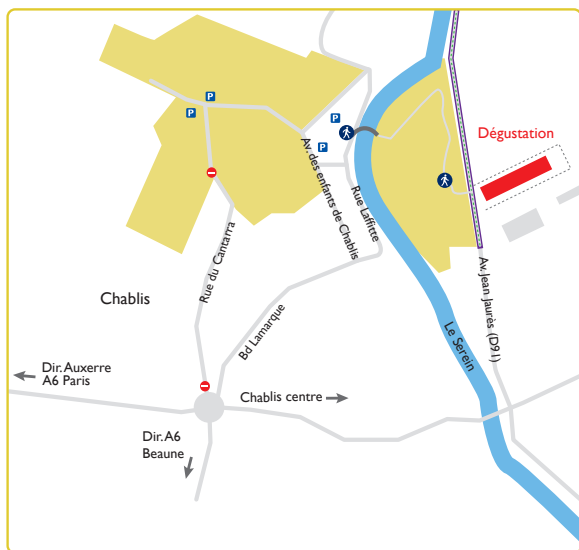 P
P
P
P
Dégustation
Av. des enfants de Chablis
Rue Laffitte
Rue du Cantarra
Chablis
Bd Lamarque
Le Serein
Av. Jean Jaurès (D91)
Dir. Auxerre
A6 Paris
Chablis centre
Dir. A6
Beaune